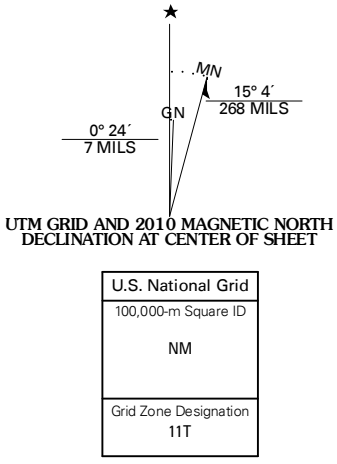 ★
MN
15° 4´
268 MILS
GN
0° 24´
7 MILS
UTM GRID AND 2010 MAGNETIC NORTH
DECLINATION AT CENTER OF SHEET
U.S. National Grid
100,000-m Square ID
NM
Grid Zone Designation
11T